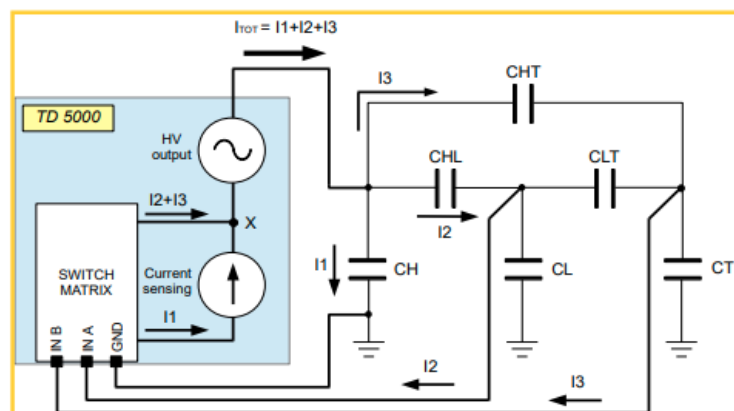 ITOT = I1+I2+I3
I3
CHT
TD 5000
HV
output
CHL
CLT
I2
I2+I3
X
I1
CH
CL
CT
SWITCH
MATRIX
Current
sensing
I1
IN B
IN A
GND
I2
I3